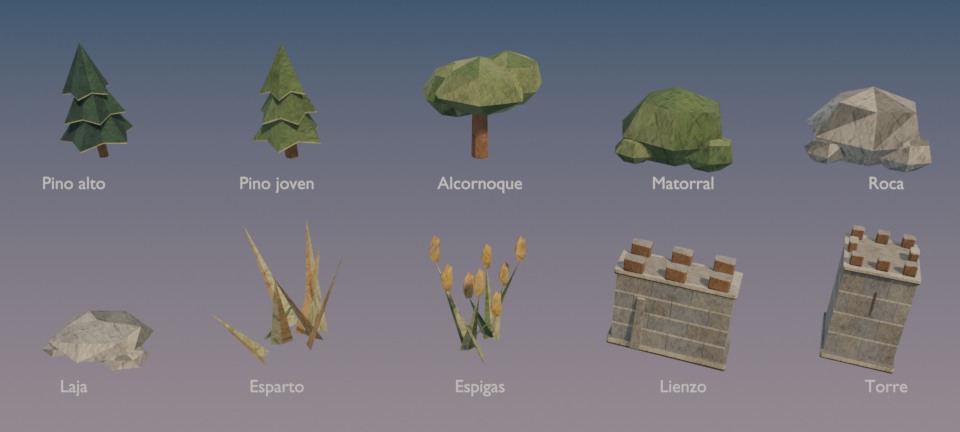 Pino alto
Pino joven
Alcornoque
Matorral
Roca
Laja
Esparto
Espigas
Lienzo
Torre